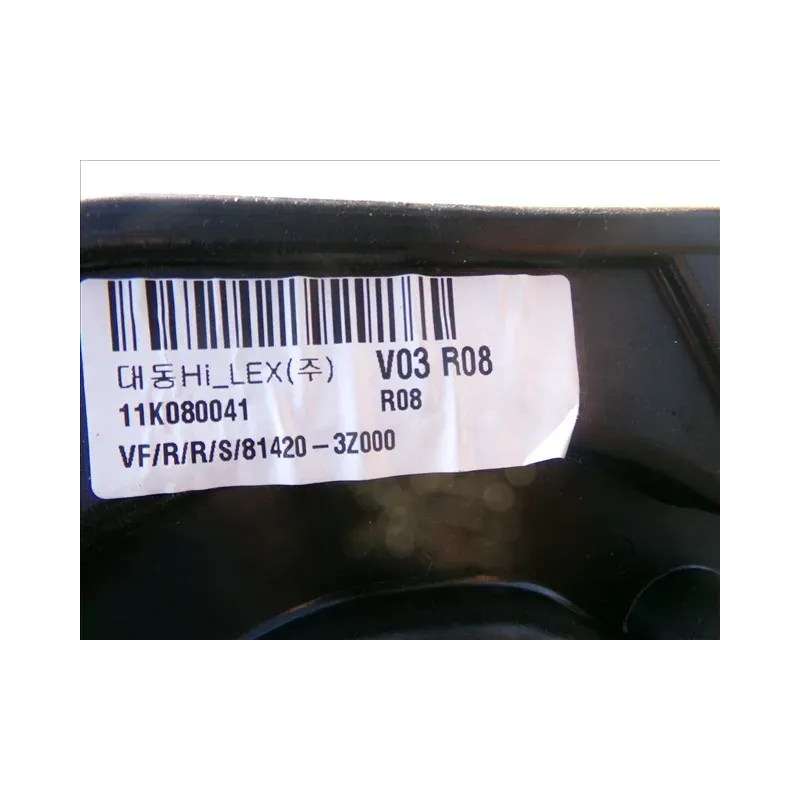 대동Hi_LEX(주) V03 R08
11K080041 R08
VF/R/R/S/81420-3Z000